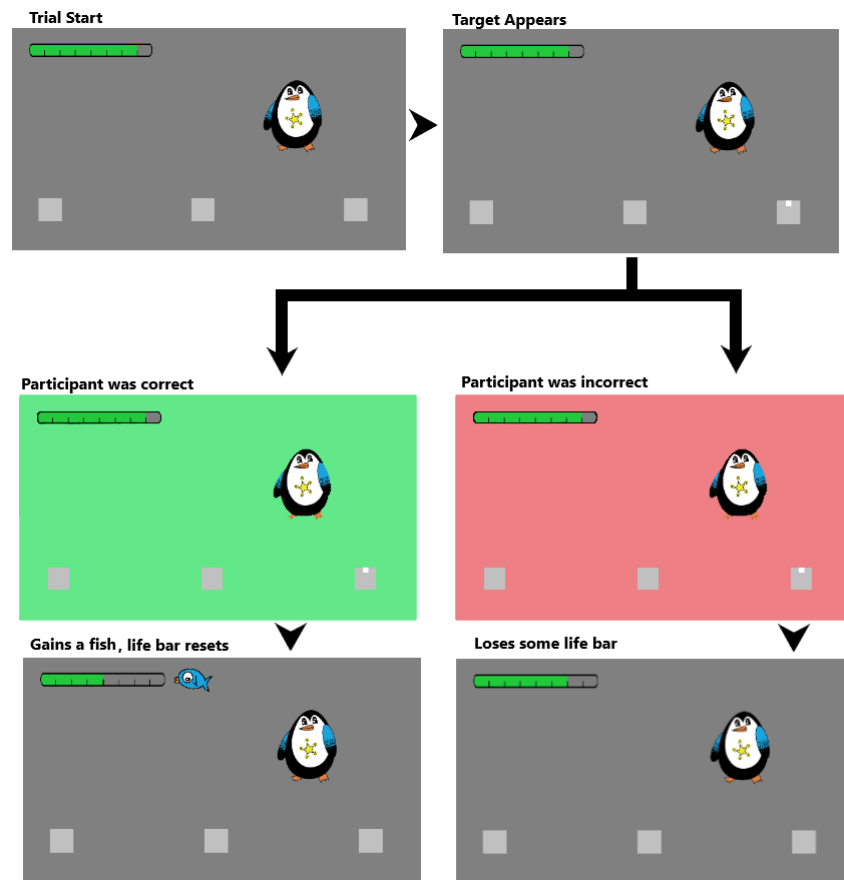 Trial Start
Target Appears
Participant was correct
Participant was incorrect
Gains a fish, life bar resets
Loses some life bar